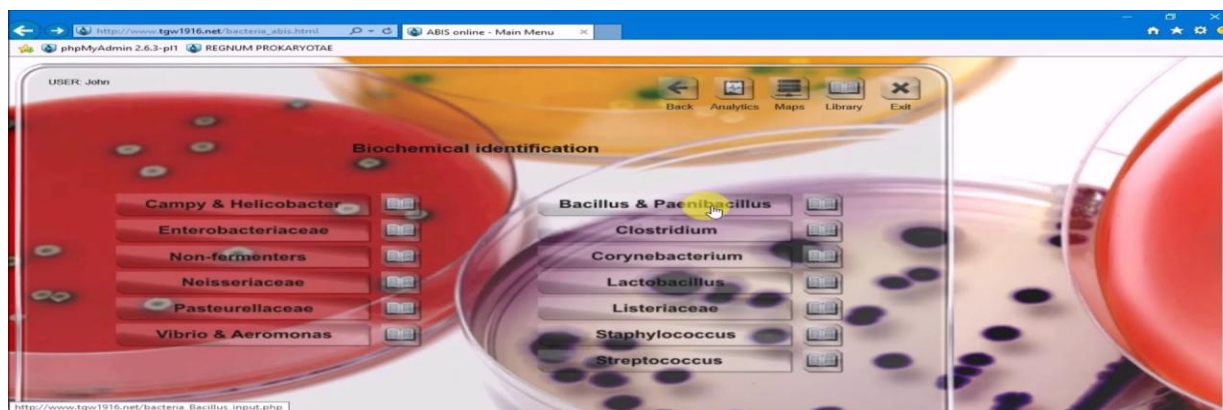 http://www.tgw1916.net/bacteria_abis.html
ABIS online - Main Menu
phpMyAdmin 2.6.3-pl1 REGNUM PROKARYOTAE
USER: John
Back Analytics Maps Library Exit
Biochemical identification
Campy & Helicobacter
Enterobacteriaceae
Non-fermenters
Neisseriaceae
Pasteurellaceae
Vibrio & Aeromonas
Bacillus & Paenibacillus
Clostridium
Corynebacterium
Lactobacillus
Listeriaceae
Staphylococcus
Streptococcus
http://www.tgw1916.net/bacteria_Bacillus_input.php